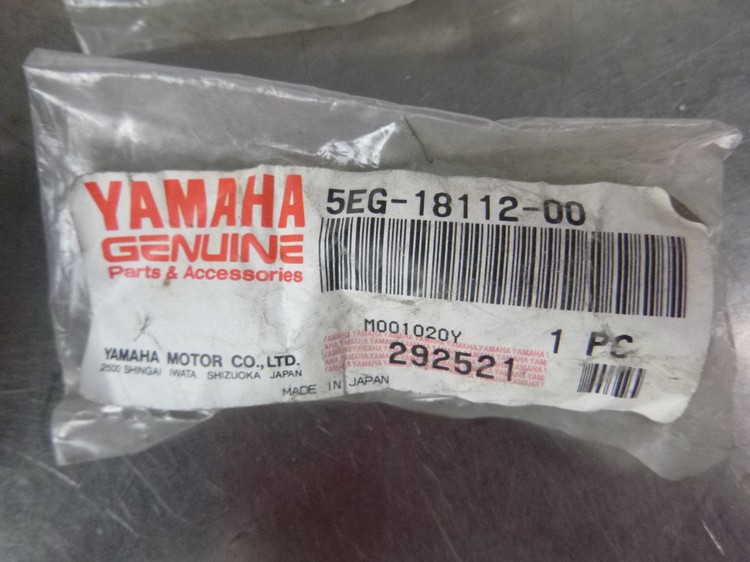 YAMAHA
GENUINE
Parts & Accessories
5EG-18112-00
M001020Y
1 PC
292521
YAMAHA MOTOR CO.,LTD.
2500 SHINGAI IWATA SHIZUOKA JAPAN
MADE IN JAPAN